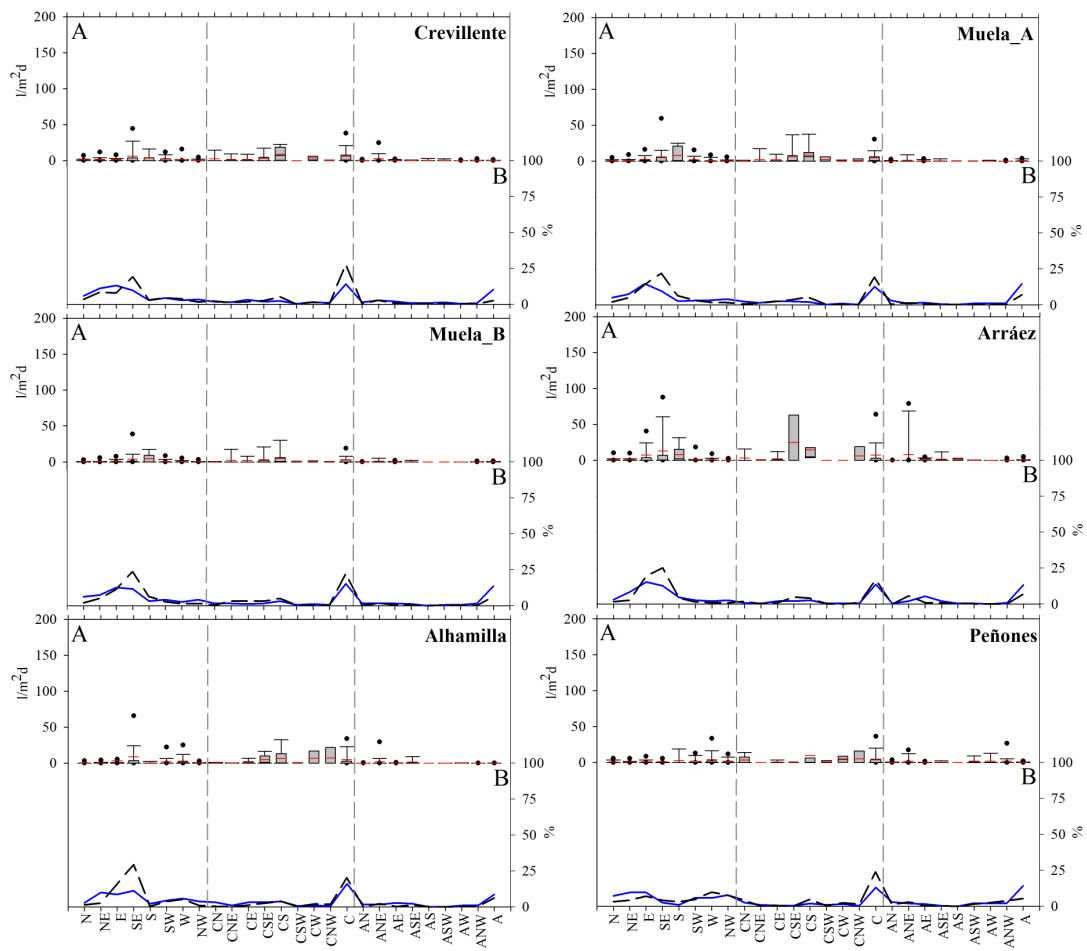 A
Crevillente
200
150
100
50
0
l/m²d
B
100
75
50
25
0
%
A
Muela_A
200
150
100
50
0
l/m²d
B
100
75
50
25
0
%
A
Muela_B
200
150
100
50
0
l/m²d
B
100
75
50
25
0
%
A
Arráez
200
150
100
50
0
l/m²d
B
100
75
50
25
0
%
A
Alhamilla
200
150
100
50
0
l/m²d
B
100
75
50
25
0
%
N NE E SE S SW W NW CN CNE CE CSE CS CSW CW CNW C AN ANE AE ASE AS ASW AW ANW A
A
Peñones
200
150
100
50
0
l/m²d
B
100
75
50
25
0
%
N NE E SE S SW W NW CN CNE CE CSE CS CSW CW CNW C AN ANE AE ASE AS ASW AW ANW A